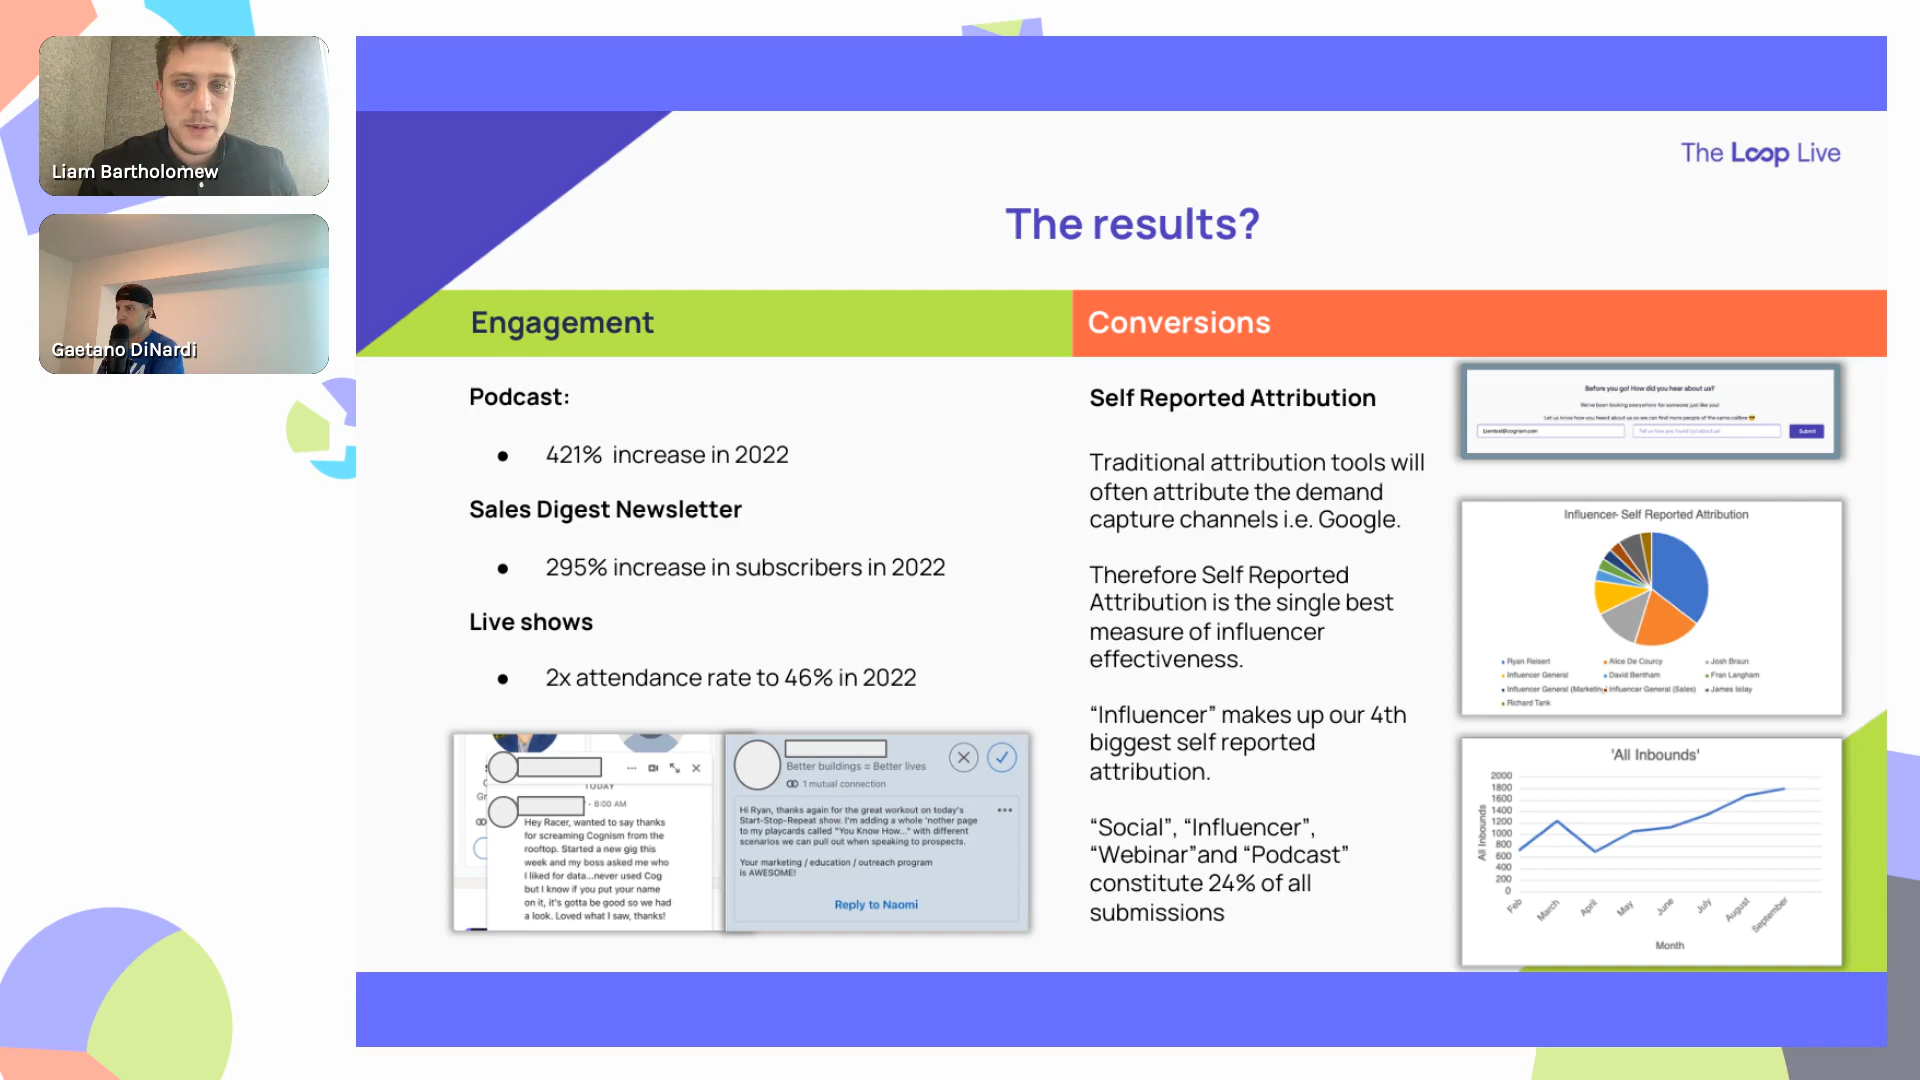 Liam Bartholomew
Gaetano DiNardi
The Loop Live
The results?
Engagement
Conversions
Podcast:
● 421% increase in 2022
Sales Digest Newsletter
● 295% increase in subscribers in 2022
Live shows
● 2x attendance rate to 46% in 2022
TODAY
- 8:00 AM
Hey Racer, wanted to say thanks
for screaming Cognism from the
rooftop. Started a new gig this
week and my boss asked me who
I liked for data...never used Cog
but I know if you put your name
on it, it's gotta be good so we had
a look. Loved what I saw, thanks!
Better buildings = Better lives
1 mutual connection
Hi Ryan, thanks again for the great workout on today's
Start-Stop-Repeat show. I'm adding a whole 'nother page
to my playcards called "You Know How..." with different
scenarios we can pull out when speaking to prospects.
Your marketing / education / outreach program
is AWESOME!
Reply to Naomi
Self Reported Attribution
Traditional attribution tools will
often attribute the demand
capture channels i.e. Google.
Therefore Self Reported
Attribution is the single best
measure of influencer
effectiveness.
“Influencer” makes up our 4th
biggest self reported
attribution.
“Social”, “Influencer”,
“Webinar”and “Podcast”
constitute 24% of all
submissions
Before you go! How did you hear about us?
We've been looking everywhere for someone just like you!
Let us know how you heard about us so we can find more people of the same calibre
Tell us how you found out about us
Submit
Influencer- Self Reported Attribution
Ryan Reisert
Alice De Courcy
Josh Braun
Influencer General
David Bentham
Fran Langham
Influencer General (Marketing
Influencer General (Sales)
James Islay
Richard Tank
'All Inbounds'
All Inbounds
2000
1800
1600
1400
1200
1000
800
600
400
200
0
Feb
March
April
May
June
July
August
September
Month